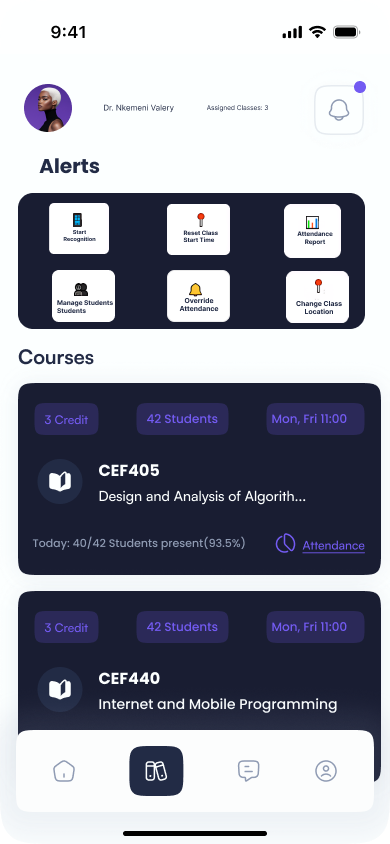 9:41
Dr. Nkemeni Valery
Assigned Classes: 3
Alerts
Start
Recognition
Reset Class
Start Time
Attendance
Report
Manage Students
Students
Override
Attendance
Change Class
Location
Courses
3 Credit
42 Students
Mon, Fri 11:00
CEF405
Design and Analysis of Algorith...
Today: 40/42 Students present(93.5%)
Attendance
3 Credit
42 Students
Mon, Fri 11:00
CEF440
Internet and Mobile Programming